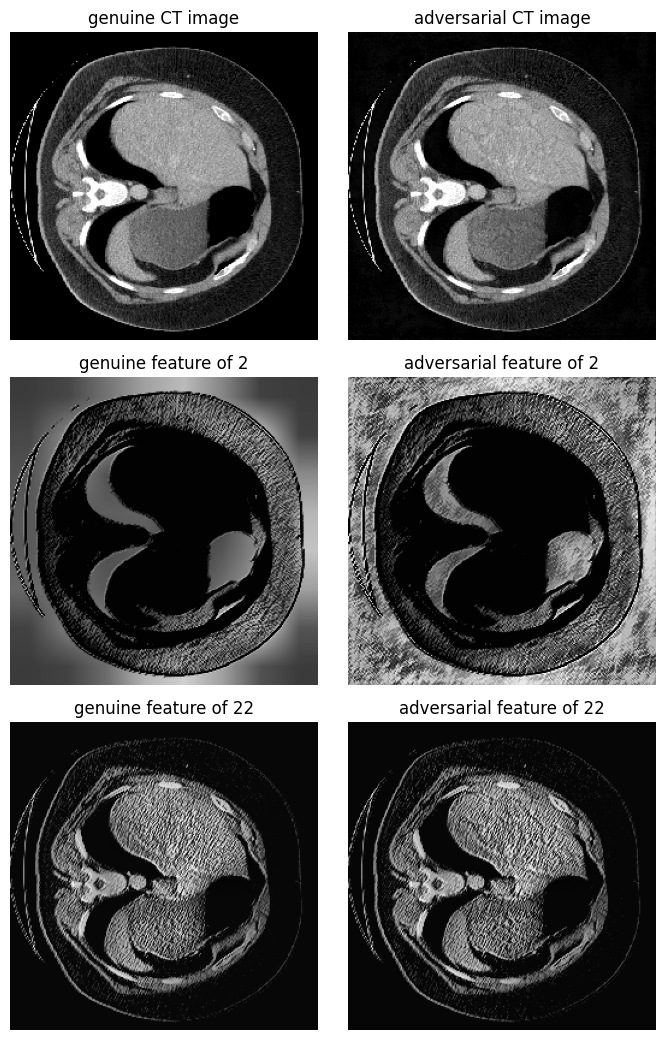 genuine CT image
adversarial CT image
genuine feature of 2
adversarial feature of 2
genuine feature of 22
adversarial feature of 22